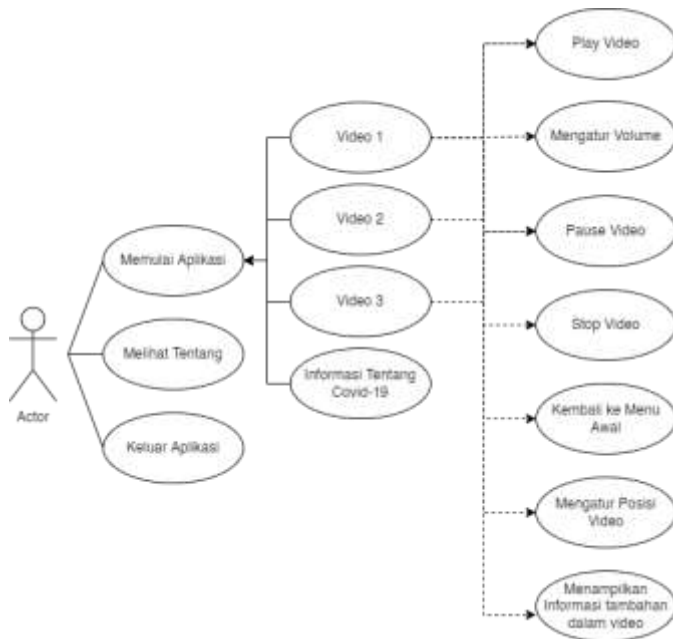 Play Video
Video 1
Mengatur Volume
Video 2
Pause Video
Memulai Aplikasi
Video 3
Stop Video
Melihat Tentang
Informasi Tentang
Covid-19
Actor
Keluar Aplikasi
Kembali ke Menu
Awal
Mengatur Posisi
Video
Menampilkan
Informasi tambahan
dalam video